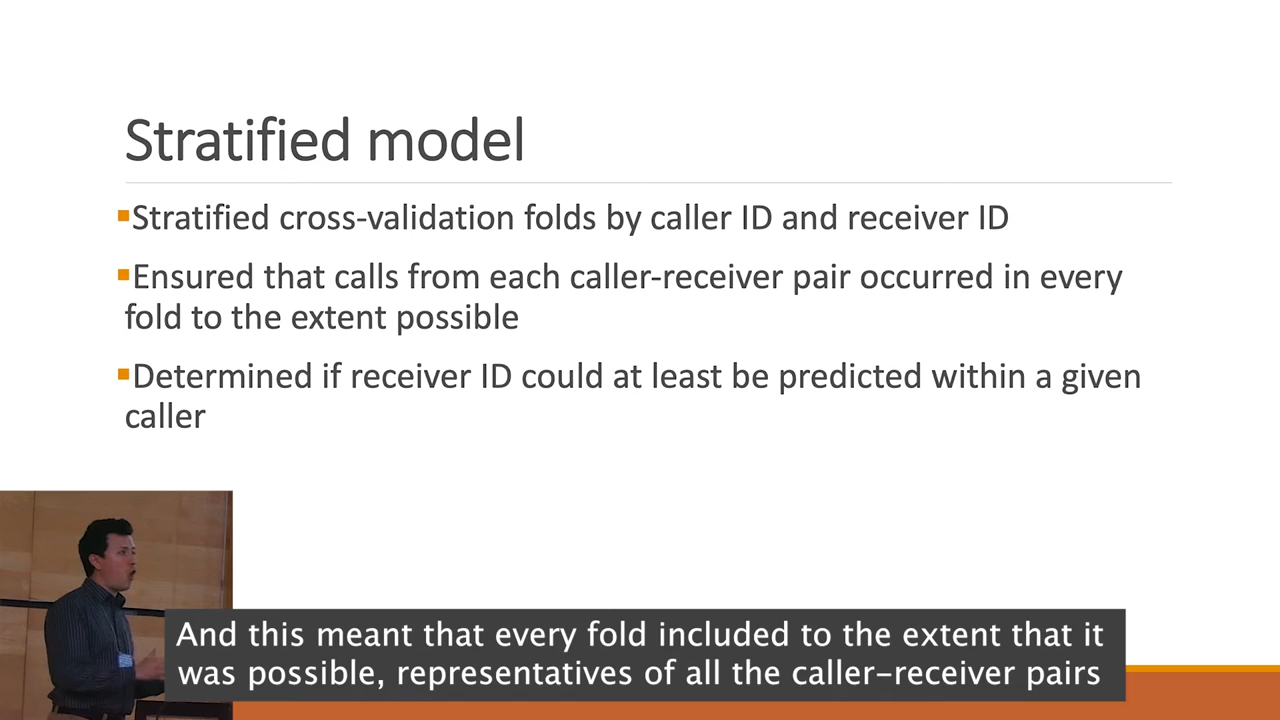 Stratified model
▪Stratified cross-validation folds by caller ID and receiver ID
▪Ensured that calls from each caller-receiver pair occurred in every
fold to the extent possible
▪Determined if receiver ID could at least be predicted within a given
caller
And this meant that every fold included to the extent that it
was possible, representatives of all the caller-receiver pairs